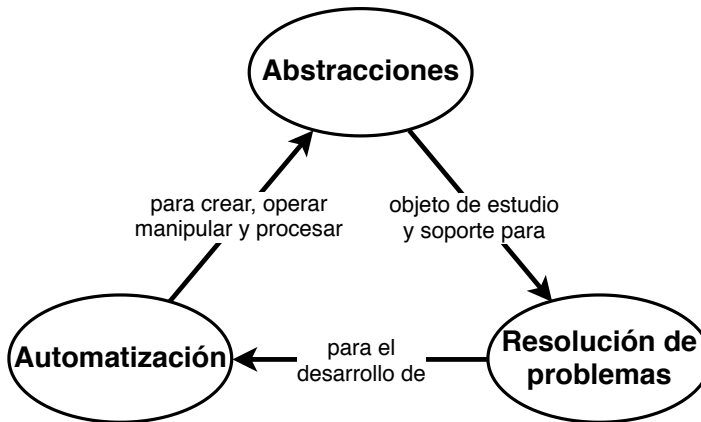 Abstracciones
para crear, operar
manipular y procesar
objeto de estudio
y soporte para
Automatización
para el
desarrollo de
Resolución de
problemas